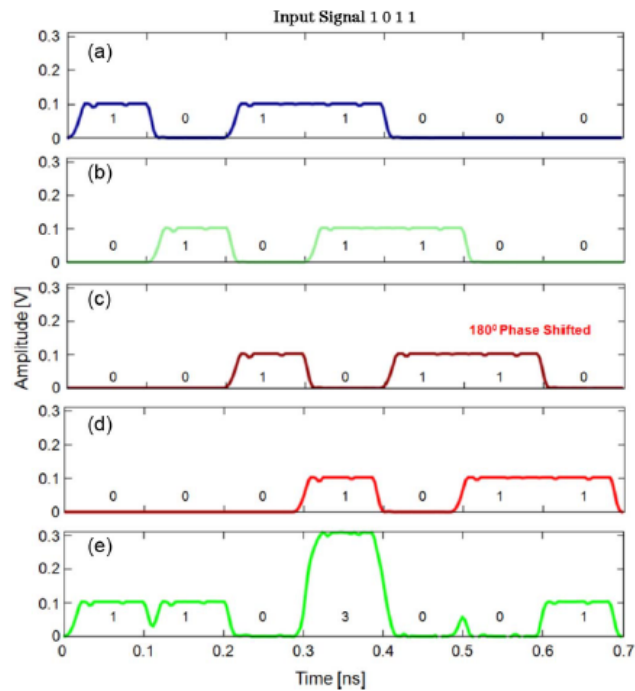 Input Signal 1 0 1 1
(a)
0.3
0.2
0.1
0
1 0 1 1 0 0 0
(b)
0.3
0.2
0.1
0
0 1 0 1 1 0 0
(c)
0.3
0.2
0.1
0
180⁰ Phase Shifted
0 0 1 0 1 1 0
(d)
0.3
0.2
0.1
0
0 0 0 1 0 1 1
(e)
0.3
0.2
0.1
0
1 1 0 3 0 0 1
0 0.1 0.2 0.3 0.4 0.5 0.6 0.7
Time [ns]
Amplitude [V]